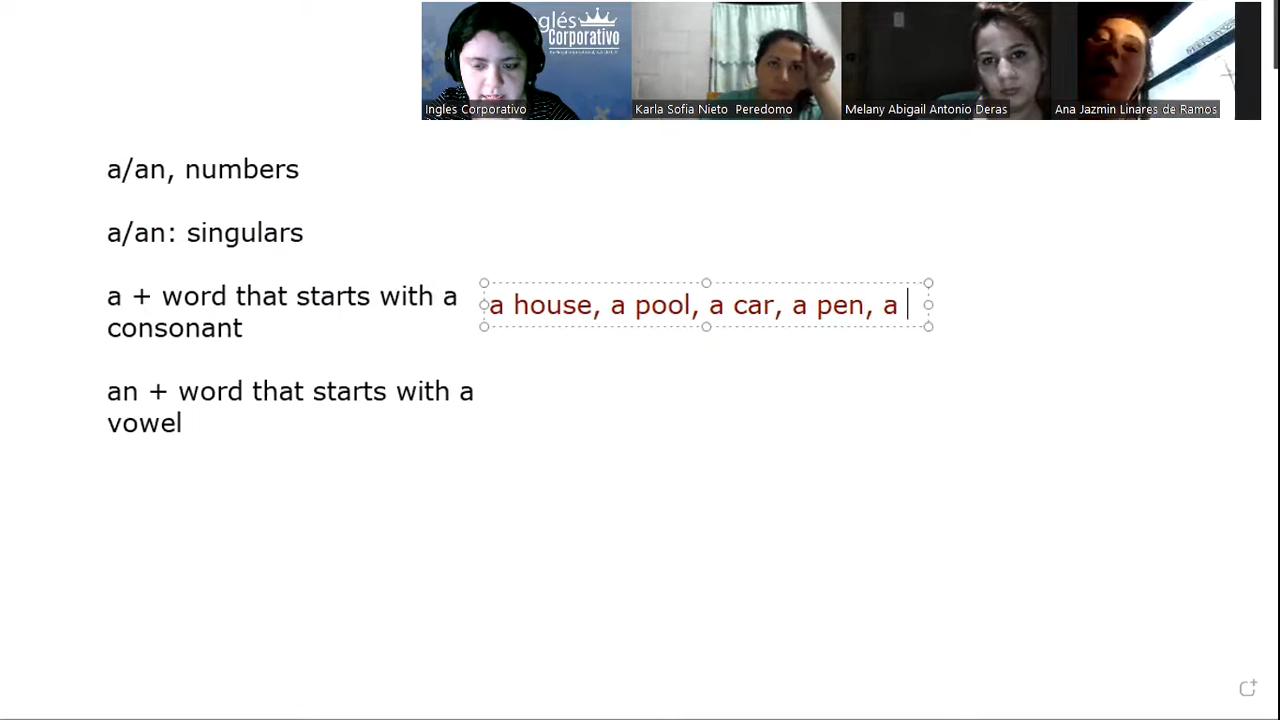 glés
Corporativo
Ingles Corporativo
Karla Sofia Nieto Peredomo
Melany Abigail Antonio Deras
Ana Jazmin Linares de Ramos
a/an, numbers
a/an: singulars
a + word that starts with a
consonant
a house, a pool, a car, a pen, a
an + word that starts with a
vowel